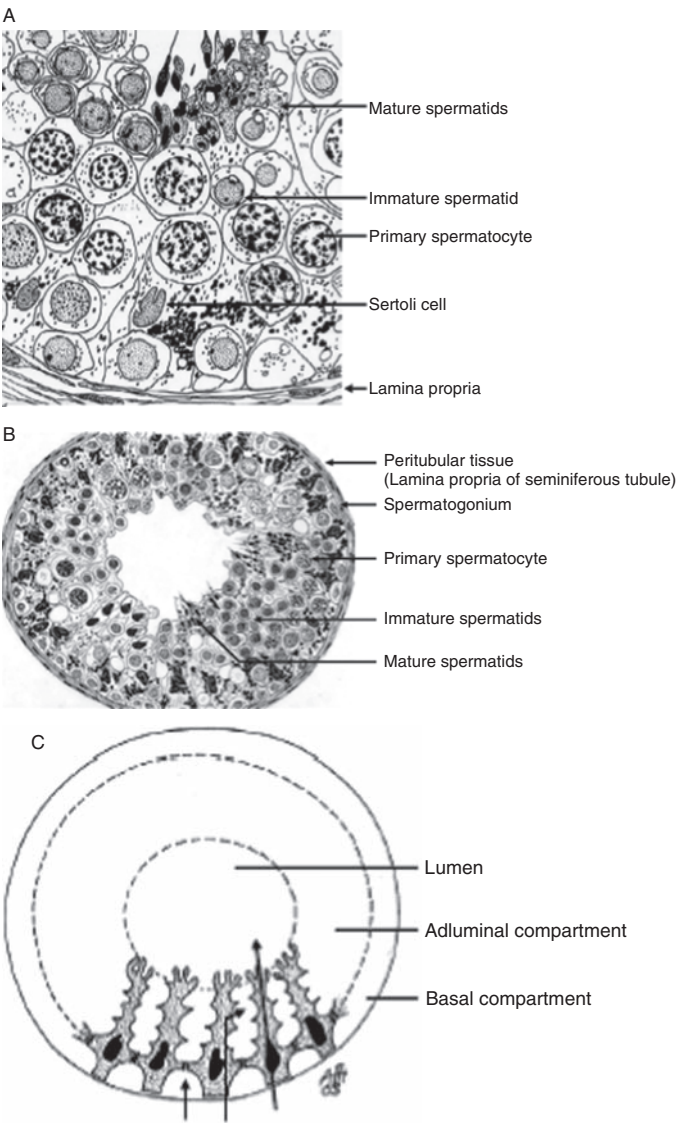 A
Mature spermatids
Immature spermatid
Primary spermatocyte
Sertoli cell
Lamina propria
B
Peritubular tissue
(Lamina propria of seminiferous tubule)
Spermatogonium
Primary spermatocyte
Immature spermatids
Mature spermatids
C
Lumen
Adluminal compartment
Basal compartment